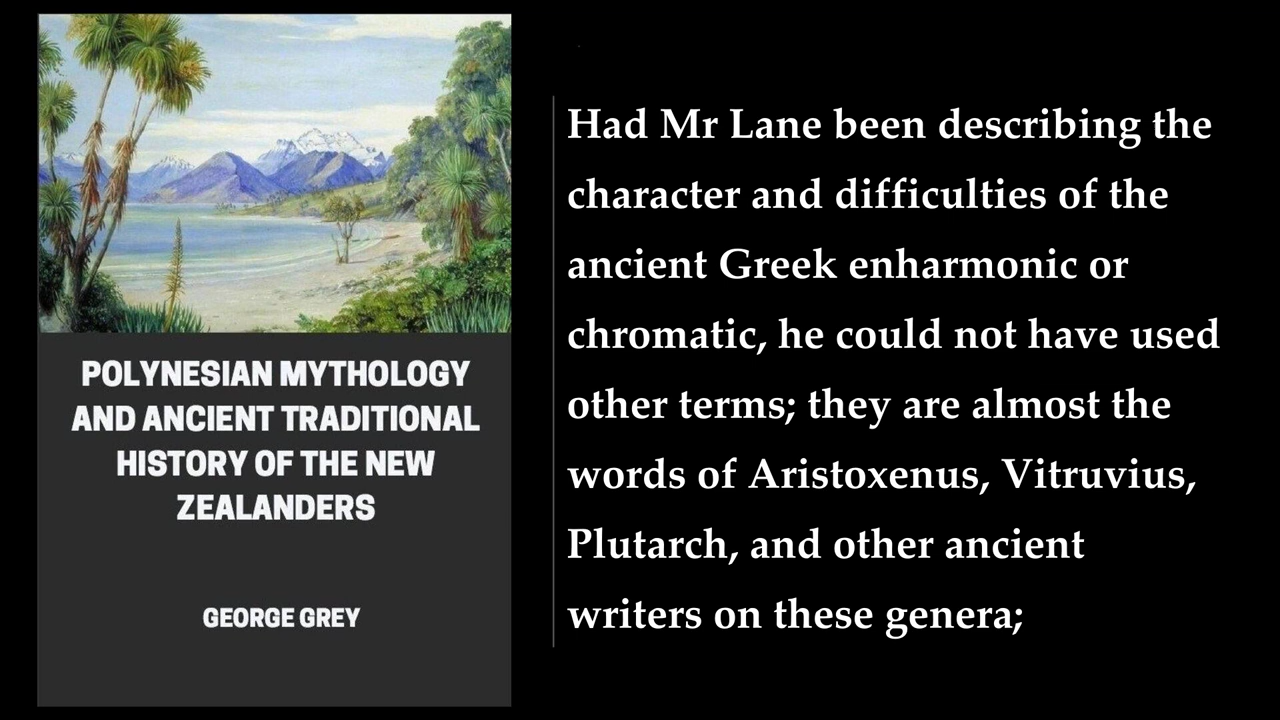 POLYNESIAN MYTHOLOGY
AND ANCIENT TRADITIONAL
HISTORY OF THE NEW
ZEALANDERS
GEORGE GREY
Had Mr Lane been describing the
character and difficulties of the
ancient Greek enharmonic or
chromatic, he could not have used
other terms; they are almost the
words of Aristoxenus, Vitruvius,
Plutarch, and other ancient
writers on these genera;